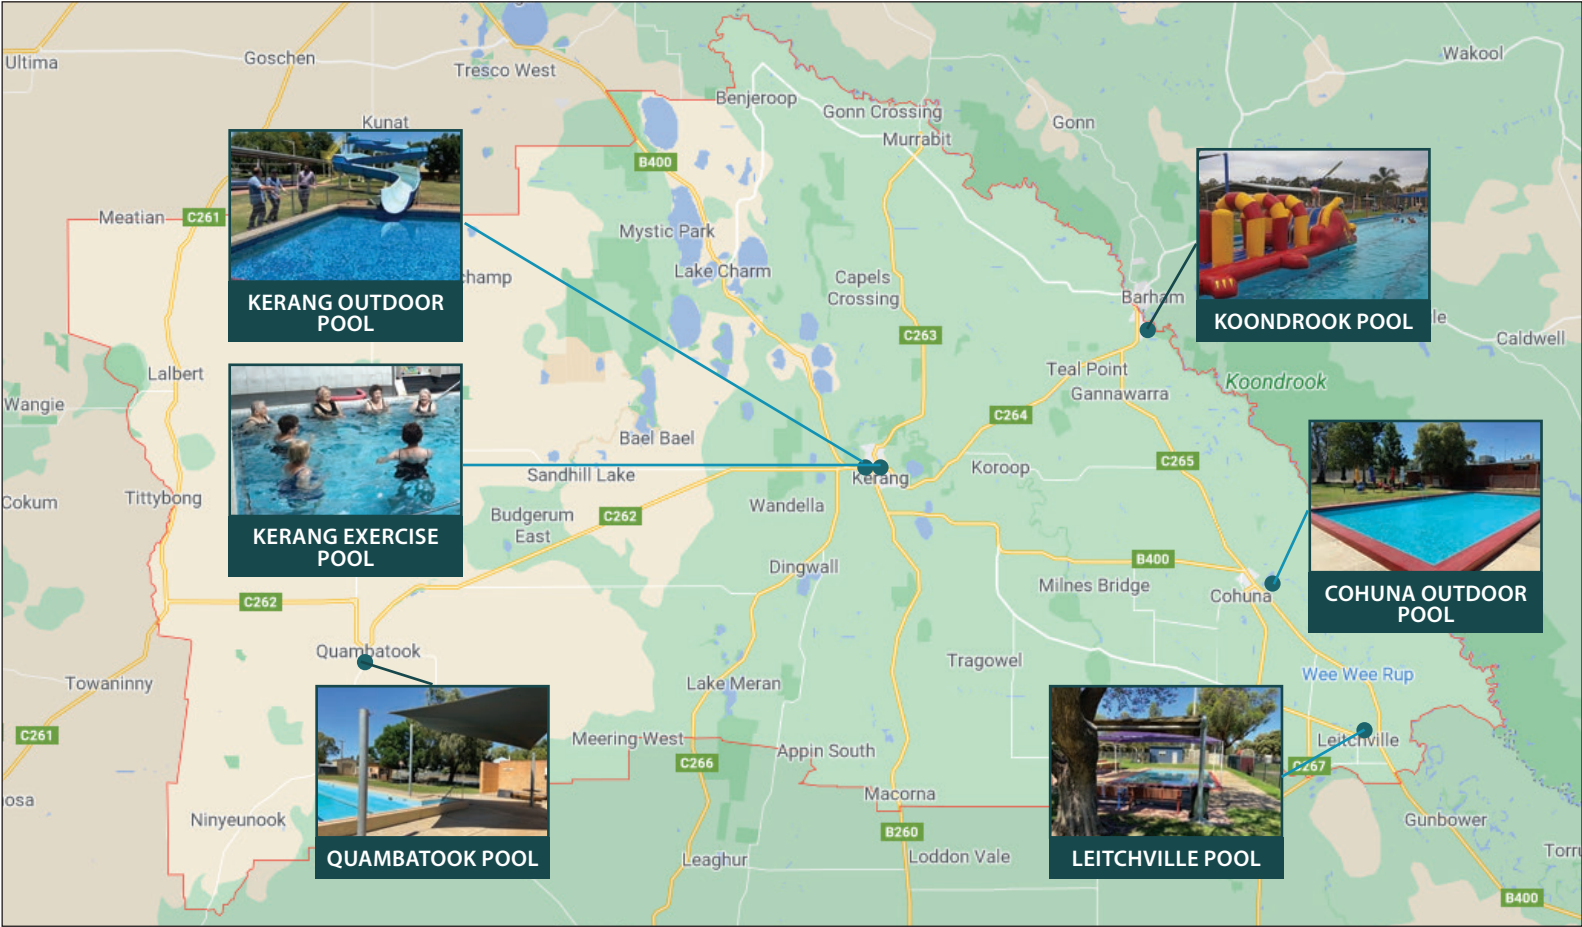 Ultima
Goschen
Tresco West
Wakool
Kunat
Benjeroop
Gonn Crossing
Gonn
Murrabit
B400
Meatian
C261
Mystic Park
Lake Charm
champ
Capels
Crossing
Barham
KERANG OUTDOOR
POOL
KOONDROOK POOL
Caldwell
C263
Lalbert
Teal Point
Koondrook
Gannawarra
Wangie
C264
Bael Bael
Sandhill Lake
Kerang
Koroop
C265
Cokum
Tittybong
Budgerum
East
C262
Wandella
KERANG EXERCISE
POOL
Dingwall
B400
Milnes Bridge
Cohuna
COHUNA OUTDOOR
POOL
C262
Quambatook
Tragowel
Towaninny
Lake Meran
Wee Wee Rup
C261
Meering West
Appin South
Leitchville
C266
C267
osa
Macorna
Ninyeunook
B260
Gunbower
QUAMBATOOK POOL
Leaghur
Loddon Vale
LEITCHVILLE POOL
Torru
B400